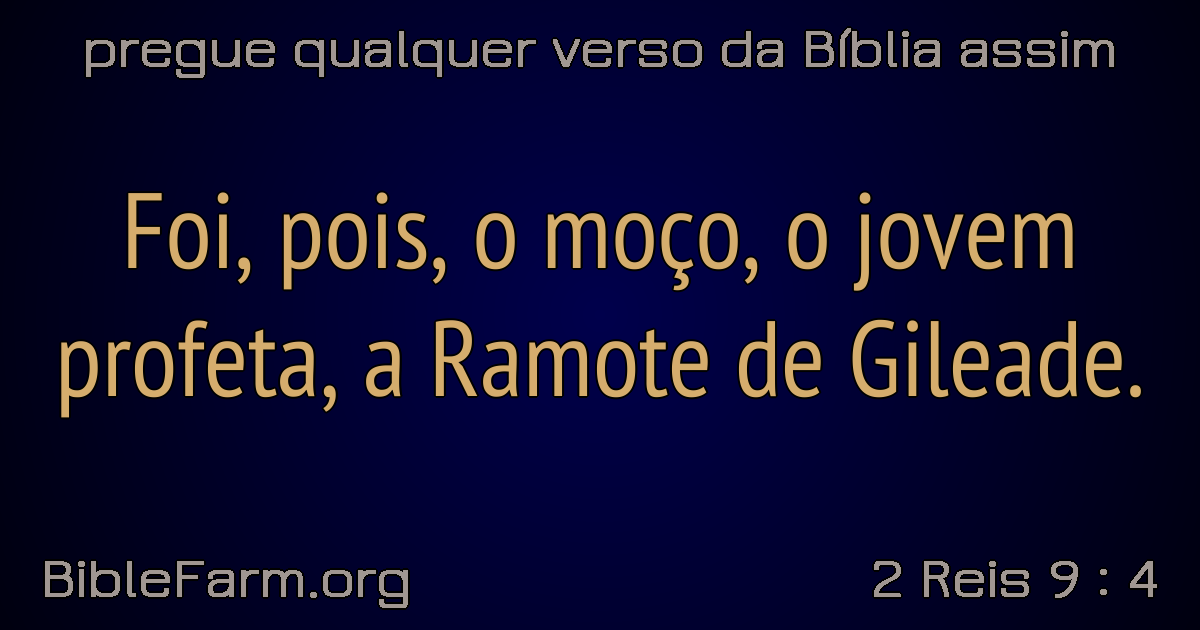 pregue qualquer verso da Bíblia assim
Foi, pois, o moço, o jovem
profeta, a Ramote de Gileade.
BibleFarm.org
2 Reis 9 : 4